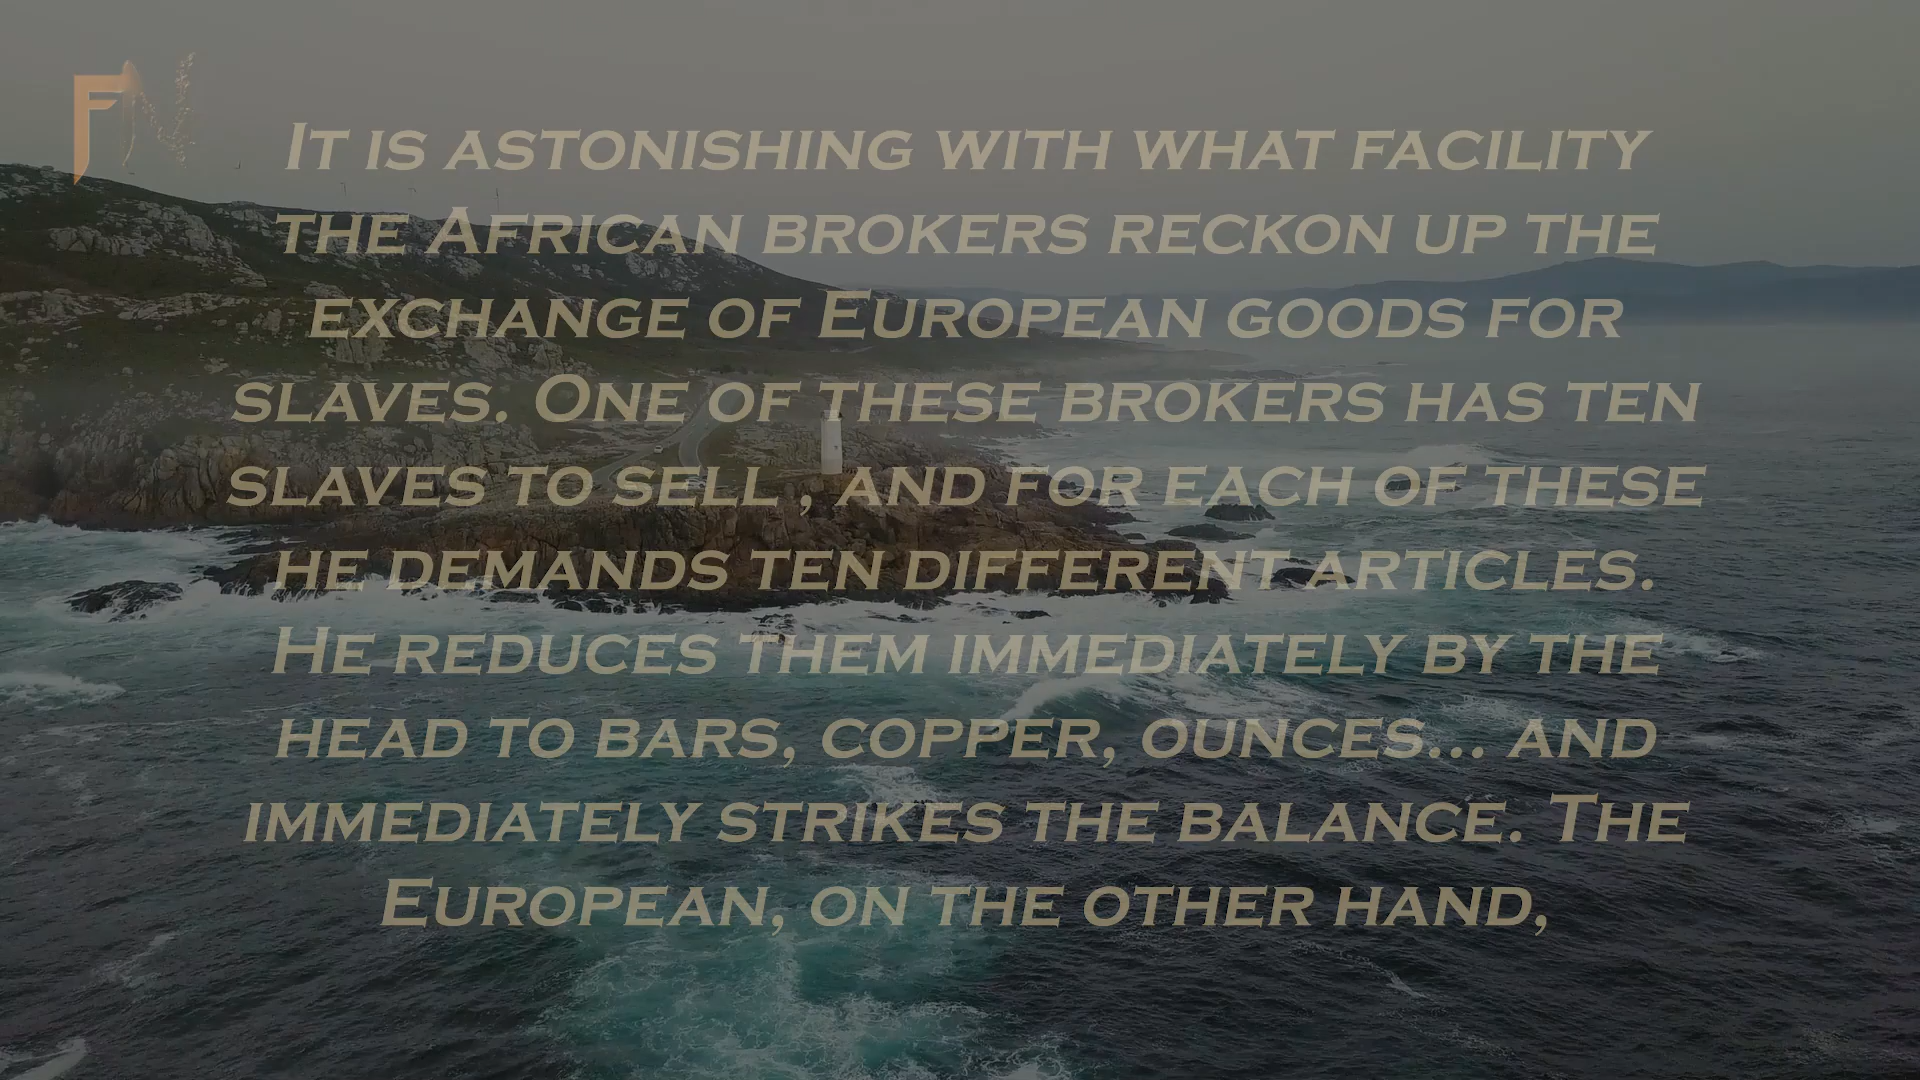 FN
It is astonishing with what facility
the African brokers reckon up the
exchange of European goods for
slaves. One of these brokers has ten
slaves to sell , and for each of these
he demands ten different articles.
He reduces them immediately by the
head to bars, copper, ounces... and
immediately strikes the balance. The
European, on the other hand,